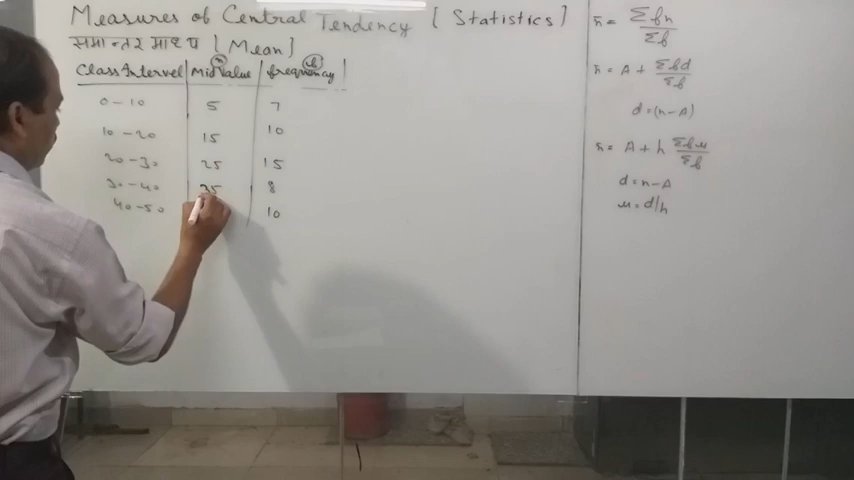 Measures of Central Tendency [ Statistics ]
समान्तर माध्य [ Mean ]
Class Interval | Mid Value (x) | frequency (f) |
0-10 5 7
10-20 15 10
20-30 25 15
30-40 35 8
40-50 10
x̄ = Σfx / Σf
x̄ = A + Σfd / Σf
d = (x-A)
x̄ = A + h Σfu / Σf
d = x-A
u = d/h